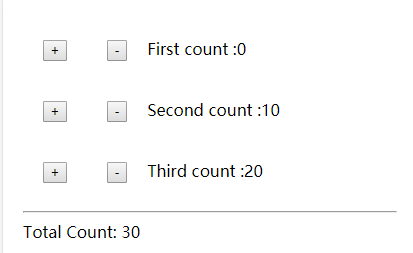 + - First count :0
+ - Second count :10
+ - Third count :20
Total Count: 30